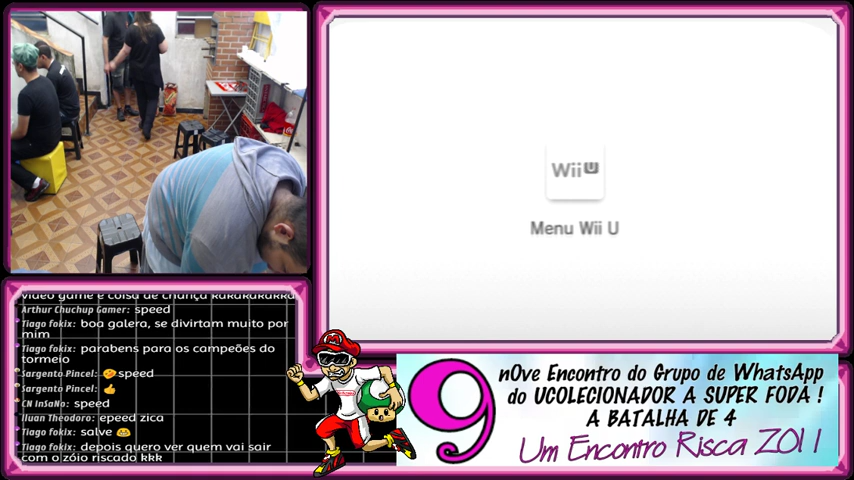 Wii U
Menu Wii U
video game é coisa de criança kakakakakka
Arthur Chuchup Gamer: speed
Tiago fokix: boa galera, se divirtam muito por
mim
Tiago fokix: parabens para os campeões do
tormeio
Sargento Pincel: speed
Sargento Pincel:
CN InSaNo: speed
Iluan Theodoro: epeed zica
Tiago fokix: salve
Tiago fokix: depois quero ver quem vai sair
com o zóio riscado kkk
9
nOve Encontro do Grupo de WhatsApp
do UCOLECIONADOR A SUPER FODA !
A BATALHA DE 4
Um Encontro Risca ZOI !